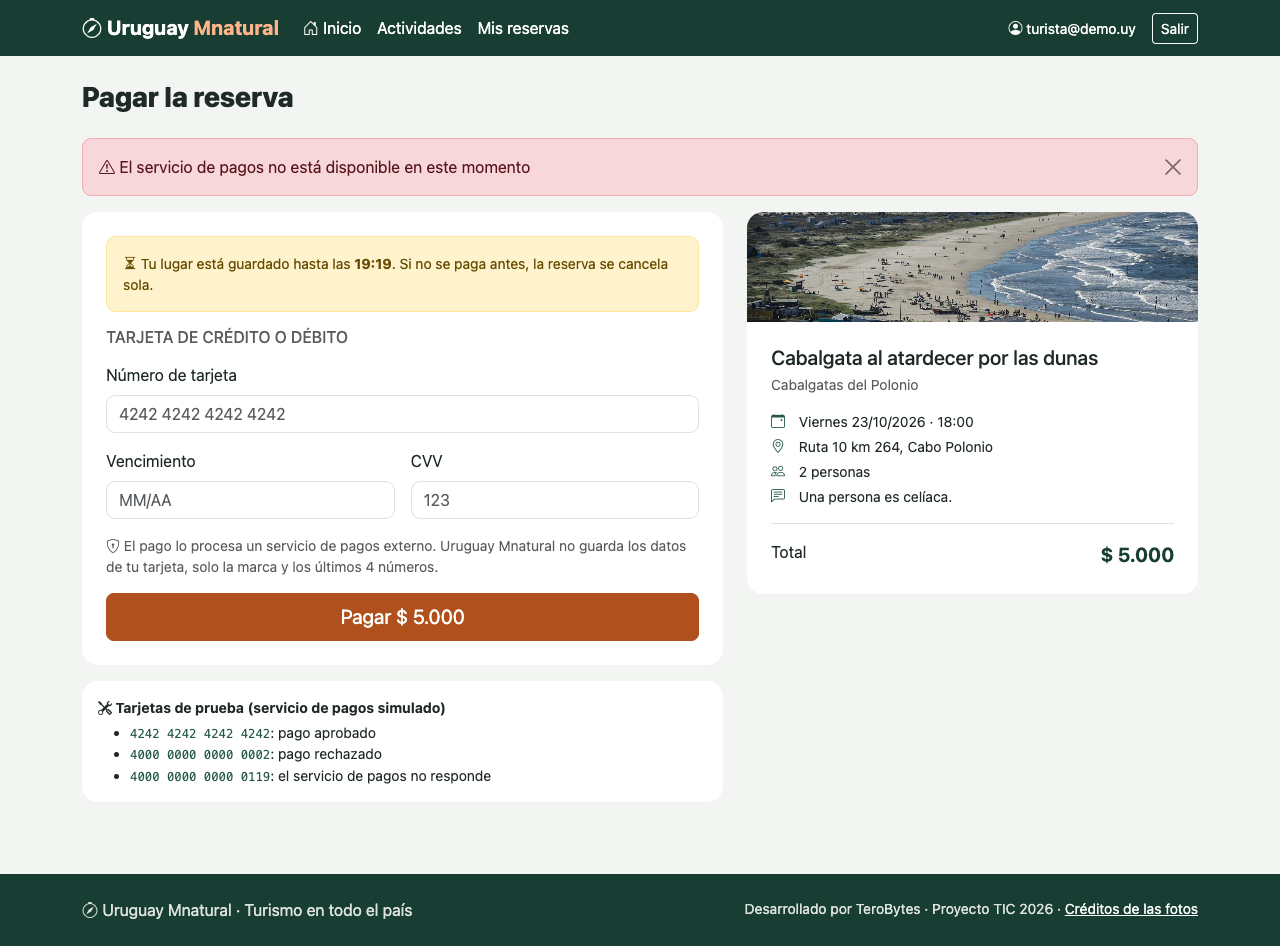 Uruguay Mnatural
Inicio
Actividades
Mis reservas
turista@demo.uy
Salir
Pagar la reserva
El servicio de pagos no está disponible en este momento
Tu lugar está guardado hasta las 19:19. Si no se paga antes, la reserva se cancela
sola.
TARJETA DE CRÉDITO O DÉBITO
Número de tarjeta
4242 4242 4242 4242
Vencimiento
CVV
MM/AA
123
El pago lo procesa un servicio de pagos externo. Uruguay Mnatural no guarda los datos
de tu tarjeta, solo la marca y los últimos 4 números.
Pagar $ 5.000
Tarjetas de prueba (servicio de pagos simulado)
4242 4242 4242 4242: pago aprobado
4000 0000 0000 0002: pago rechazado
4000 0000 0000 0119: el servicio de pagos no responde
Cabalgata al atardecer por las dunas
Cabalgatas del Polonio
Viernes 23/10/2026 · 18:00
Ruta 10 km 264, Cabo Polonio
2 personas
Una persona es celíaca.
Total
$ 5.000
Uruguay Mnatural · Turismo en todo el país
Desarrollado por TeroBytes · Proyecto TIC 2026 · Créditos de las fotos